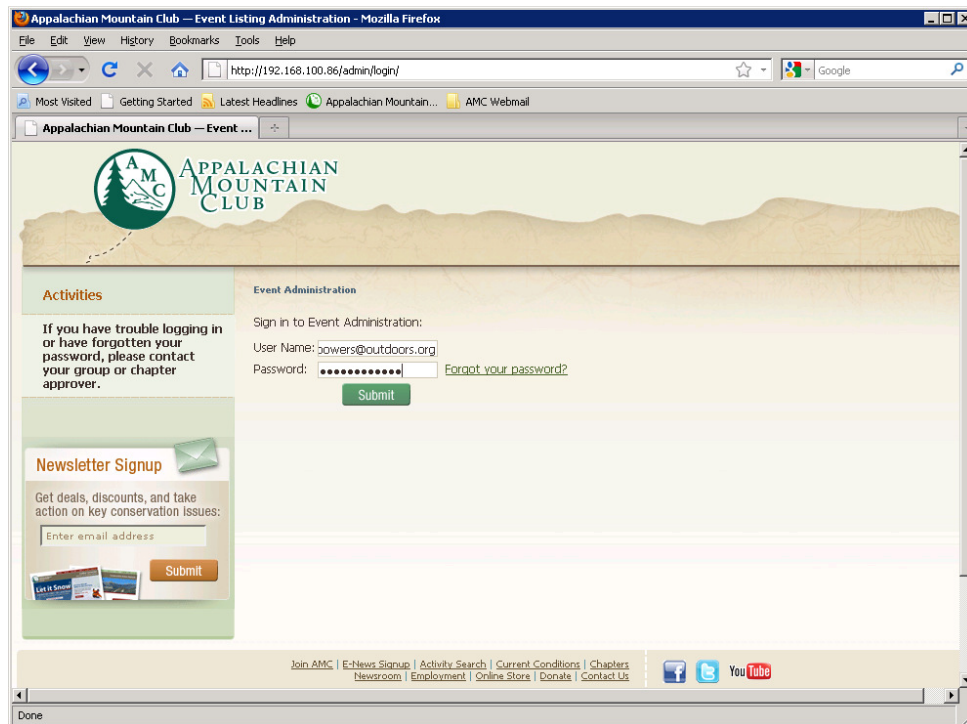 Appalachian Mountain Club — Event Listing Administration - Mozilla Firefox
File Edit View History Bookmarks Tools Help
http://192.168.100.86/admin/login/
Google
Most Visited Getting Started Latest Headlines Appalachian Mountain... AMC Webmail
Appalachian Mountain Club — Event ...
AMC
APPALACHIAN
MOUNTAIN
CLUB
Activities
If you have trouble logging in
or have forgotten your
password, please contact
your group or chapter
approver.
Event Administration
Sign in to Event Administration:
User Name: powers@outdoors.org
Password: ●●●●●●●●●●●● Forgot your password?
Submit
Newsletter Signup
Get deals, discounts, and take
action on key conservation issues:
Enter email address
Let it Snow
Submit
Join AMC | E-News Signup | Activity Search | Current Conditions | Chapters
Newsroom | Employment | Online Store | Donate | Contact Us
f
t
You Tube
Done